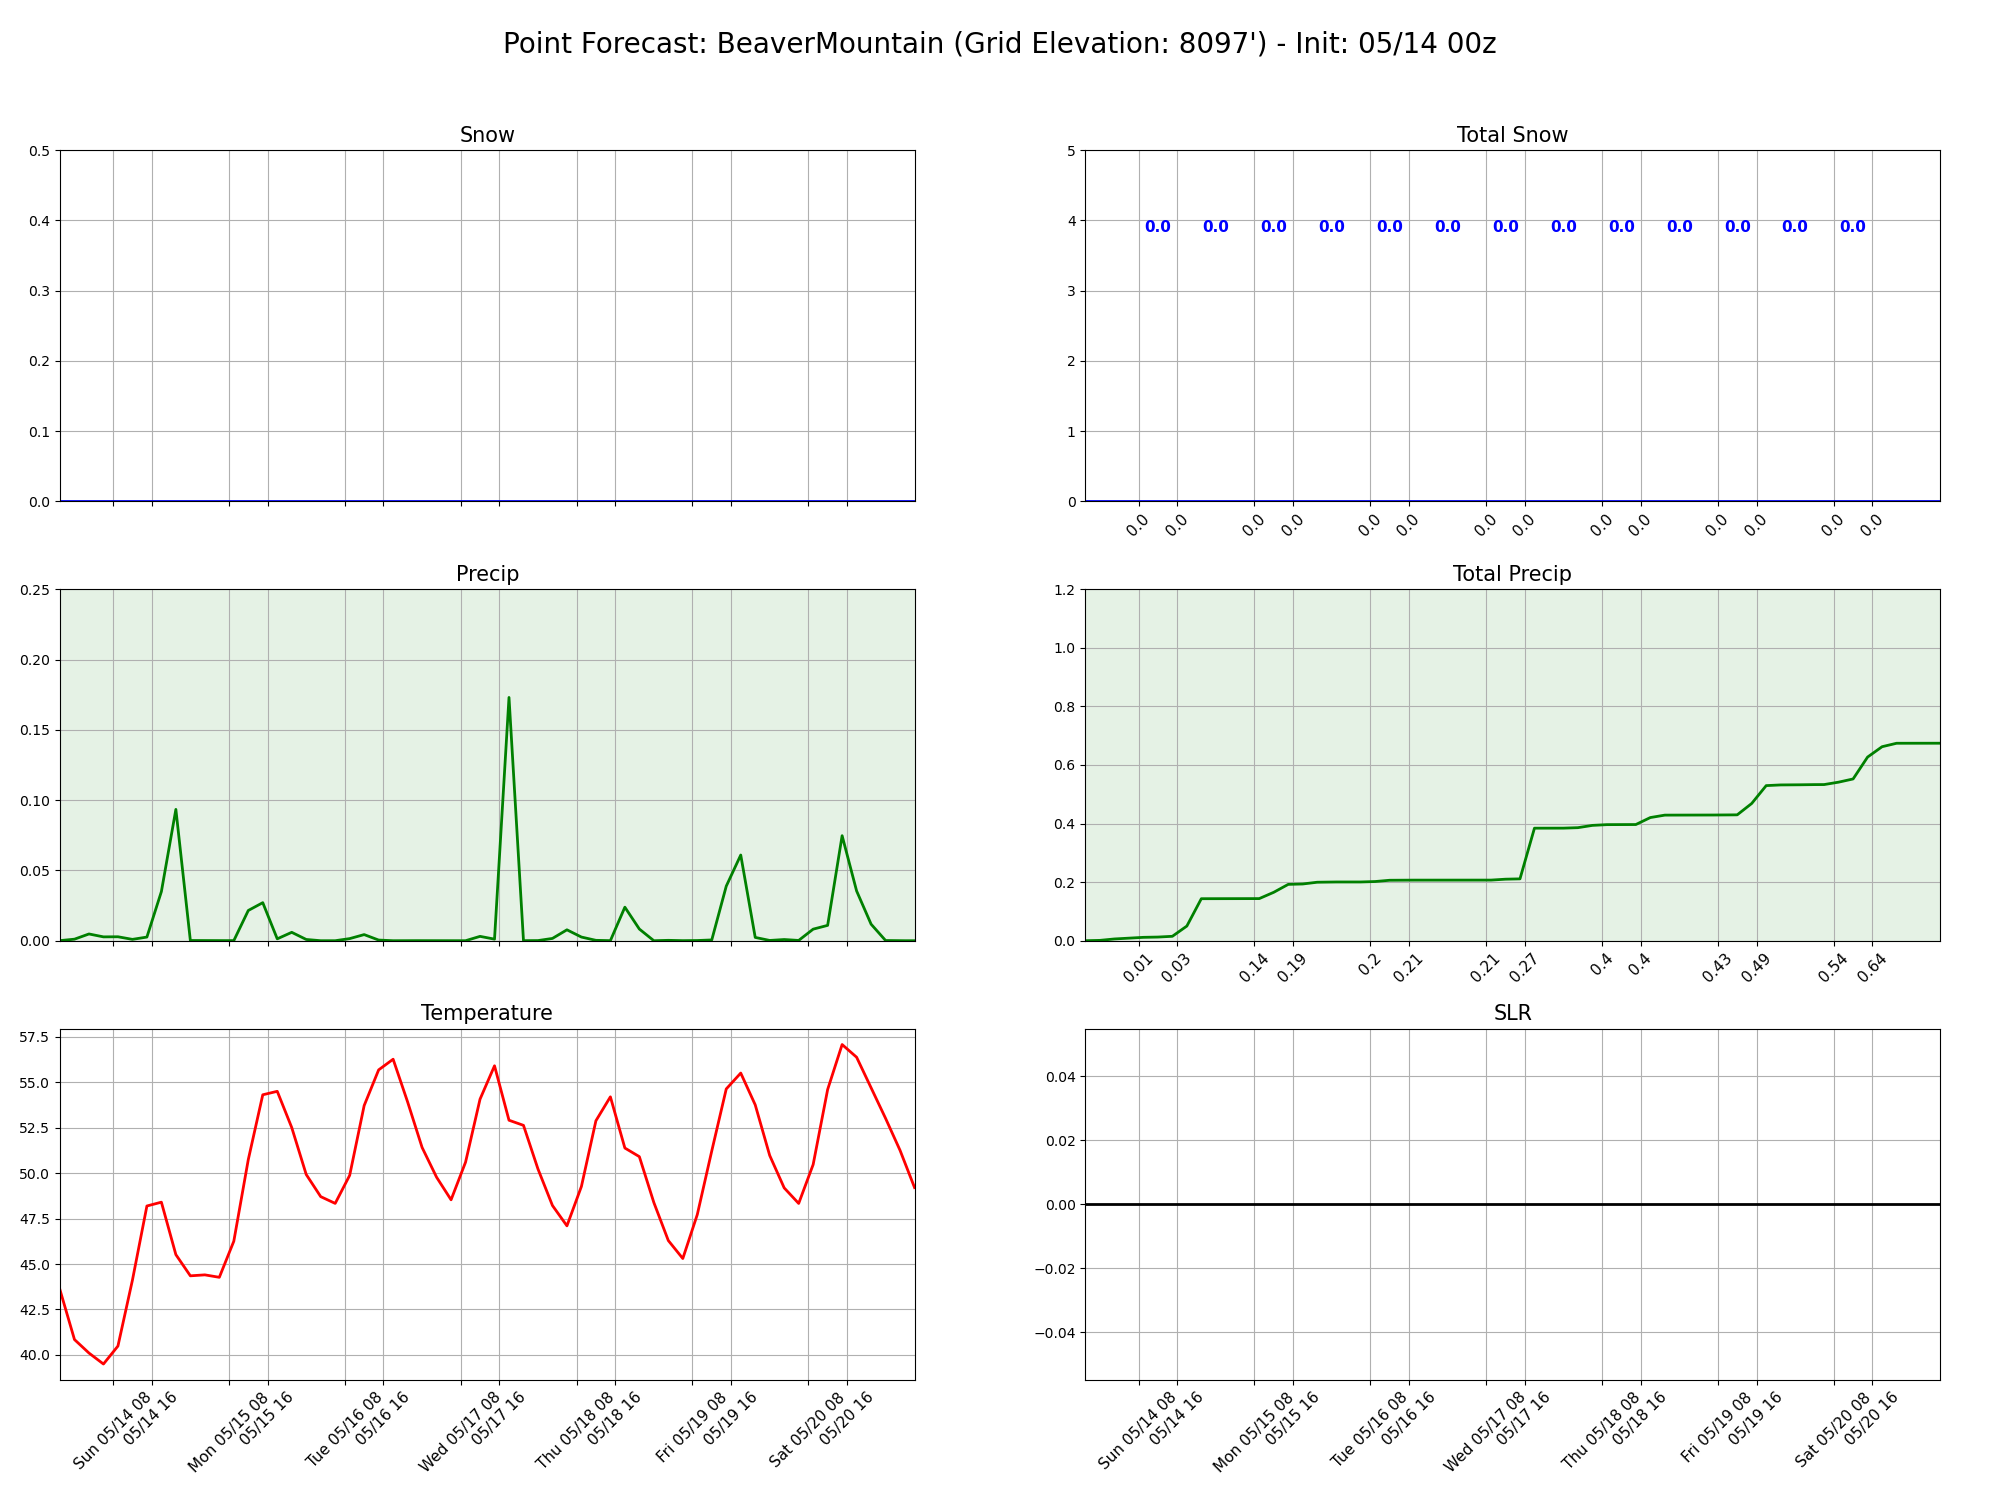 Point Forecast: BeaverMountain (Grid Elevation: 8097') - Init: 05/14 00z
Snow
0.5
0.4
0.3
0.2
0.1
0.0
Total Snow
5
4
3
2
1
0
0.0 0.0 0.0 0.0 0.0 0.0 0.0 0.0 0.0 0.0 0.0 0.0 0.0
0.0 0.0 0.0 0.0 0.0 0.0 0.0 0.0 0.0 0.0 0.0 0.0 0.0 0.0
Precip
0.25
0.20
0.15
0.10
0.05
0.00
Total Precip
1.2
1.0
0.8
0.6
0.4
0.2
0.0
0.01 0.03 0.14 0.19 0.2 0.21 0.21 0.27 0.4 0.4 0.43 0.49 0.54 0.64
Temperature
57.5
55.0
52.5
50.0
47.5
45.0
42.5
40.0
Sun 05/14 08
05/14 16
Mon 05/15 08
05/15 16
Tue 05/16 08
05/16 16
Wed 05/17 08
05/17 16
Thu 05/18 08
05/18 16
Fri 05/19 08
05/19 16
Sat 05/20 08
05/20 16
SLR
0.04
0.02
0.00
−0.02
−0.04
Sun 05/14 08
05/14 16
Mon 05/15 08
05/15 16
Tue 05/16 08
05/16 16
Wed 05/17 08
05/17 16
Thu 05/18 08
05/18 16
Fri 05/19 08
05/19 16
Sat 05/20 08
05/20 16